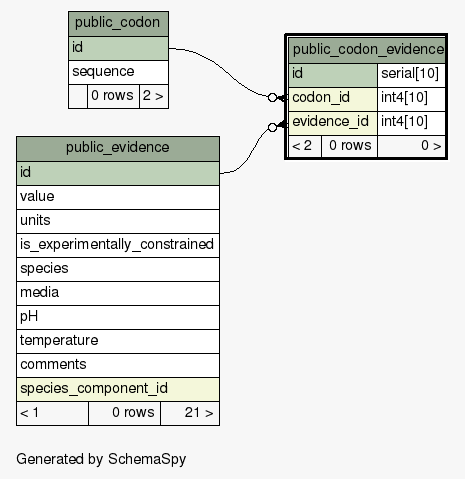 public_codon
id
sequence
0 rows 2 >
public_codon_evidence
id serial[10]
codon_id int4[10]
evidence_id int4[10]
< 2 0 rows 0 >
public_evidence
id
value
units
is_experimentally_constrained
species
media
pH
temperature
comments
species_component_id
< 1 0 rows 21 >
Generated by SchemaSpy